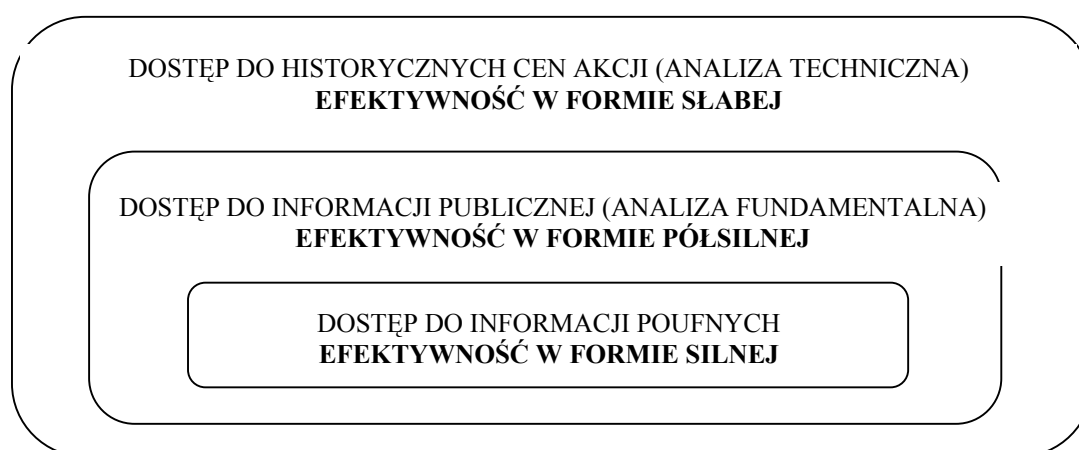 DOSTĘP DO HISTORYCZNYCH CEN AKCJI (ANALIZA TECHNICZNA)
EFEKTYWNOŚĆ W FORMIE SŁABEJ
DOSTĘP DO INFORMACJI PUBLICZNEJ (ANALIZA FUNDAMENTALNA)
EFEKTYWNOŚĆ W FORMIE PÓŁSILNEJ
DOSTĘP DO INFORMACJI POUFNYCH
EFEKTYWNOŚĆ W FORMIE SILNEJ